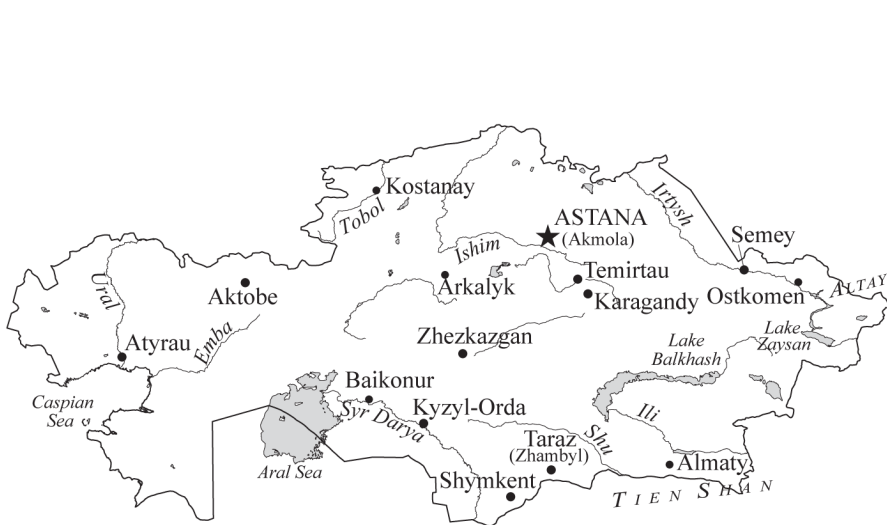 Kostanay
Tobol
Irtysh
ASTANA
(Akmola)
Ishim
Semey
Ural
Aktobe
Arkalyk
Temirtau
Karagandy
Ostkomen
ALTAY
Emba
Atyrau
Zhezkazgan
Lake
Balkhash
Lake
Zaysan
Caspian
Sea
Baikonur
Syr Darya
Kyzyl-Orda
Ili
Shu
Taraz
(Zhambyl)
Almaty
Aral Sea
Shymkent
TIEN SHAN